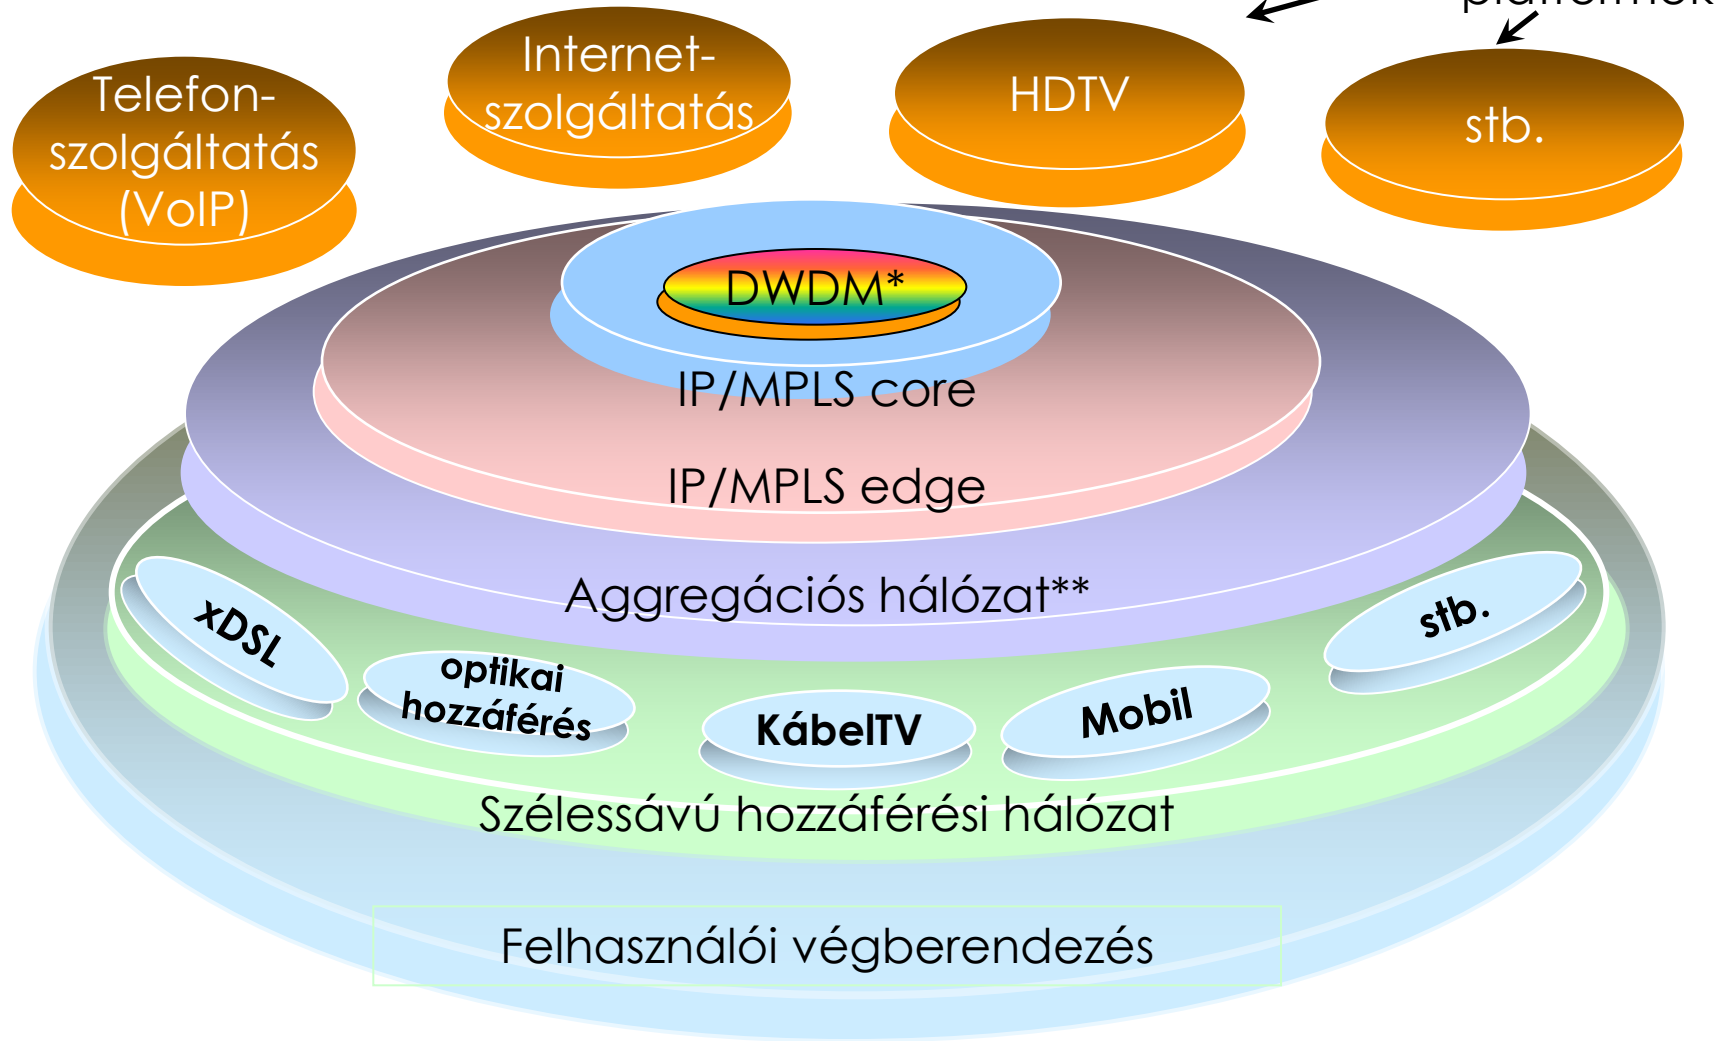 Telefon-
szolgáltatás
(VoIP)
Internet-
szolgáltatás
HDTV
stb.
DWDM*
IP/MPLS core
IP/MPLS edge
Aggregációs hálózat**
xDSL
optikai
hozzáférés
KábelTV
Mobil
stb.
Szélessávú hozzáférési hálózat
Felhasználói végberendezés